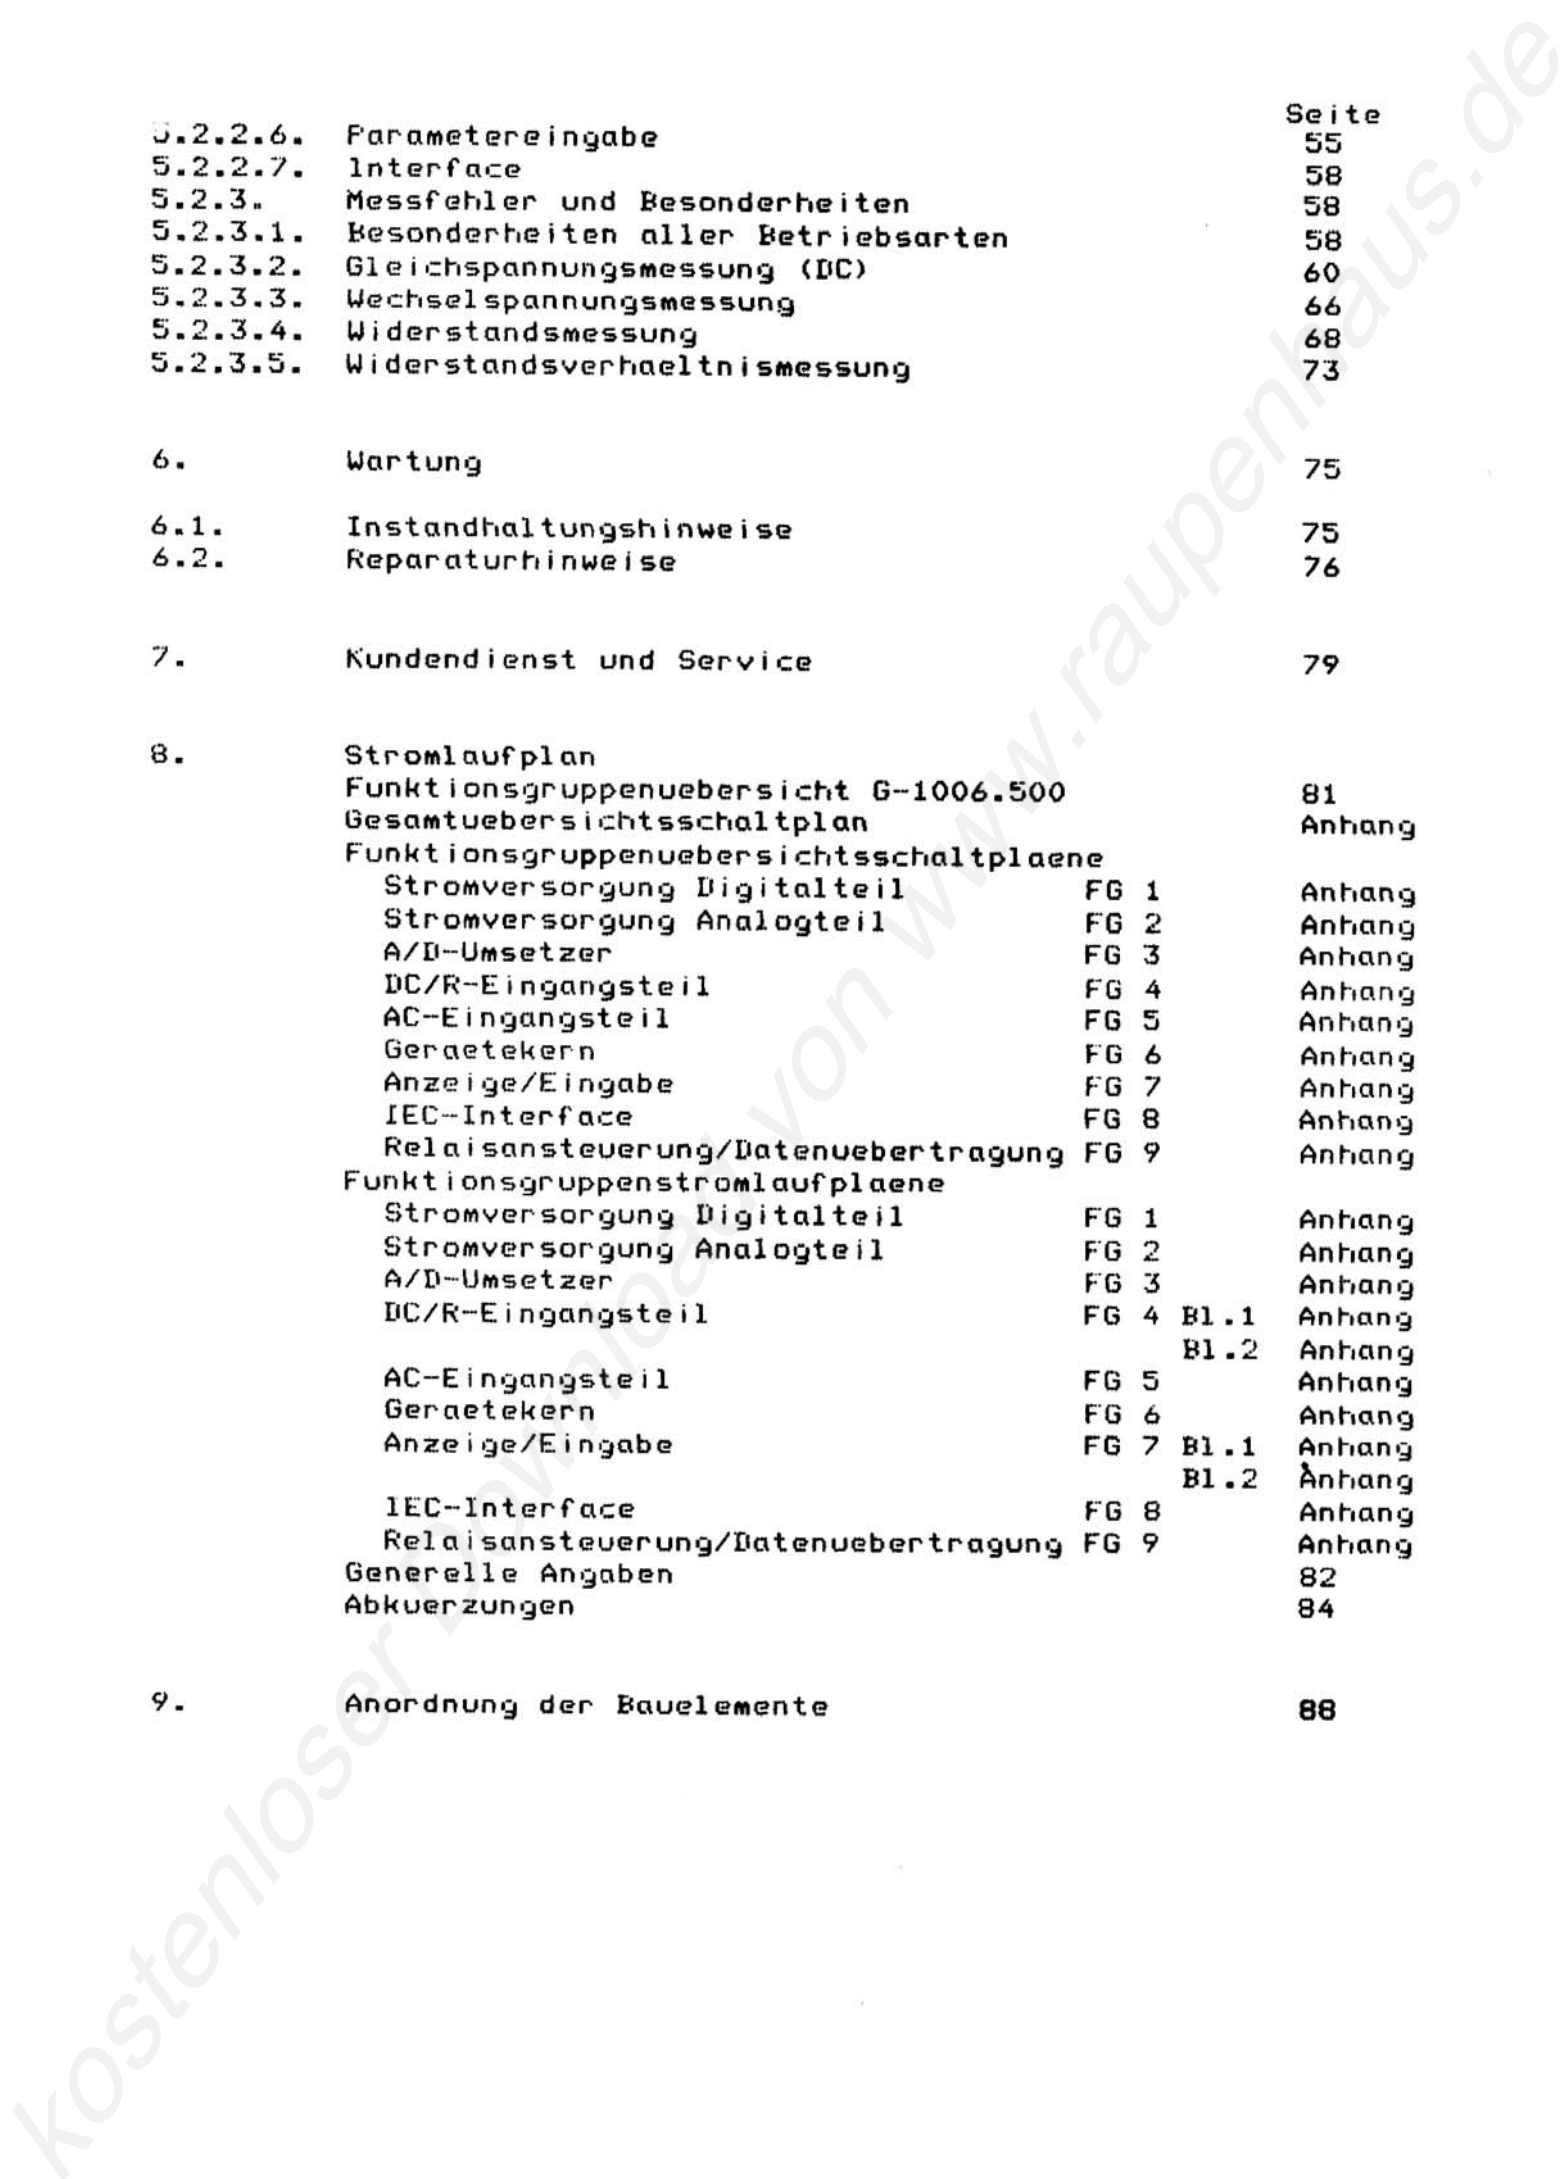 Seite
5.2.2.6. Parametereingabe 55
5.2.2.7. Interface 58
5.2.3. Messfehler und Besonderheiten 58
5.2.3.1. Besonderheiten aller Betriebsarten 58
5.2.3.2. Gleichspannungsmessung (DC) 60
5.2.3.3. Wechselspannungsmessung 66
5.2.3.4. Widerstandsmessung 68
5.2.3.5. Widerstandsverhaeltnismessung 73
6. Wartung 75
6.1. Instandhaltungshinweise 75
6.2. Reparaturhinweise 76
7. Kundendienst und Service 79
8. Stromlaufplan
Funktionsgruppenuebersicht G-1006.500 81
Gesamtuebersichtsschaltplan Anhang
Funktionsgruppenuebersichtsschaltplaene
Stromversorgung Digitalteil FG 1 Anhang
Stromversorgung Analogteil FG 2 Anhang
A/D-Umsetzer FG 3 Anhang
DC/R-Eingangsteil FG 4 Anhang
AC-Eingangsteil FG 5 Anhang
Geraetekern FG 6 Anhang
Anzeige/Eingabe FG 7 Anhang
IEC-Interface FG 8 Anhang
Relaisansteuerung/Datenuebertragung FG 9 Anhang
Funktionsgruppenstromlaufplaene
Stromversorgung Digitalteil FG 1 Anhang
Stromversorgung Analogteil FG 2 Anhang
A/D-Umsetzer FG 3 Anhang
DC/R-Eingangsteil FG 4 Bl.1 Anhang
Bl.2 Anhang
AC-Eingangsteil FG 5 Anhang
Geraetekern FG 6 Anhang
Anzeige/Eingabe FG 7 Bl.1 Anhang
Bl.2 Anhang
IEC-Interface FG 8 Anhang
Relaisansteuerung/Datenuebertragung FG 9 Anhang
Generelle Angaben 82
Abkuerzungen 84
9. Anordnung der Bauelemente 88
kostenloser Download von www.raupenhaus.de